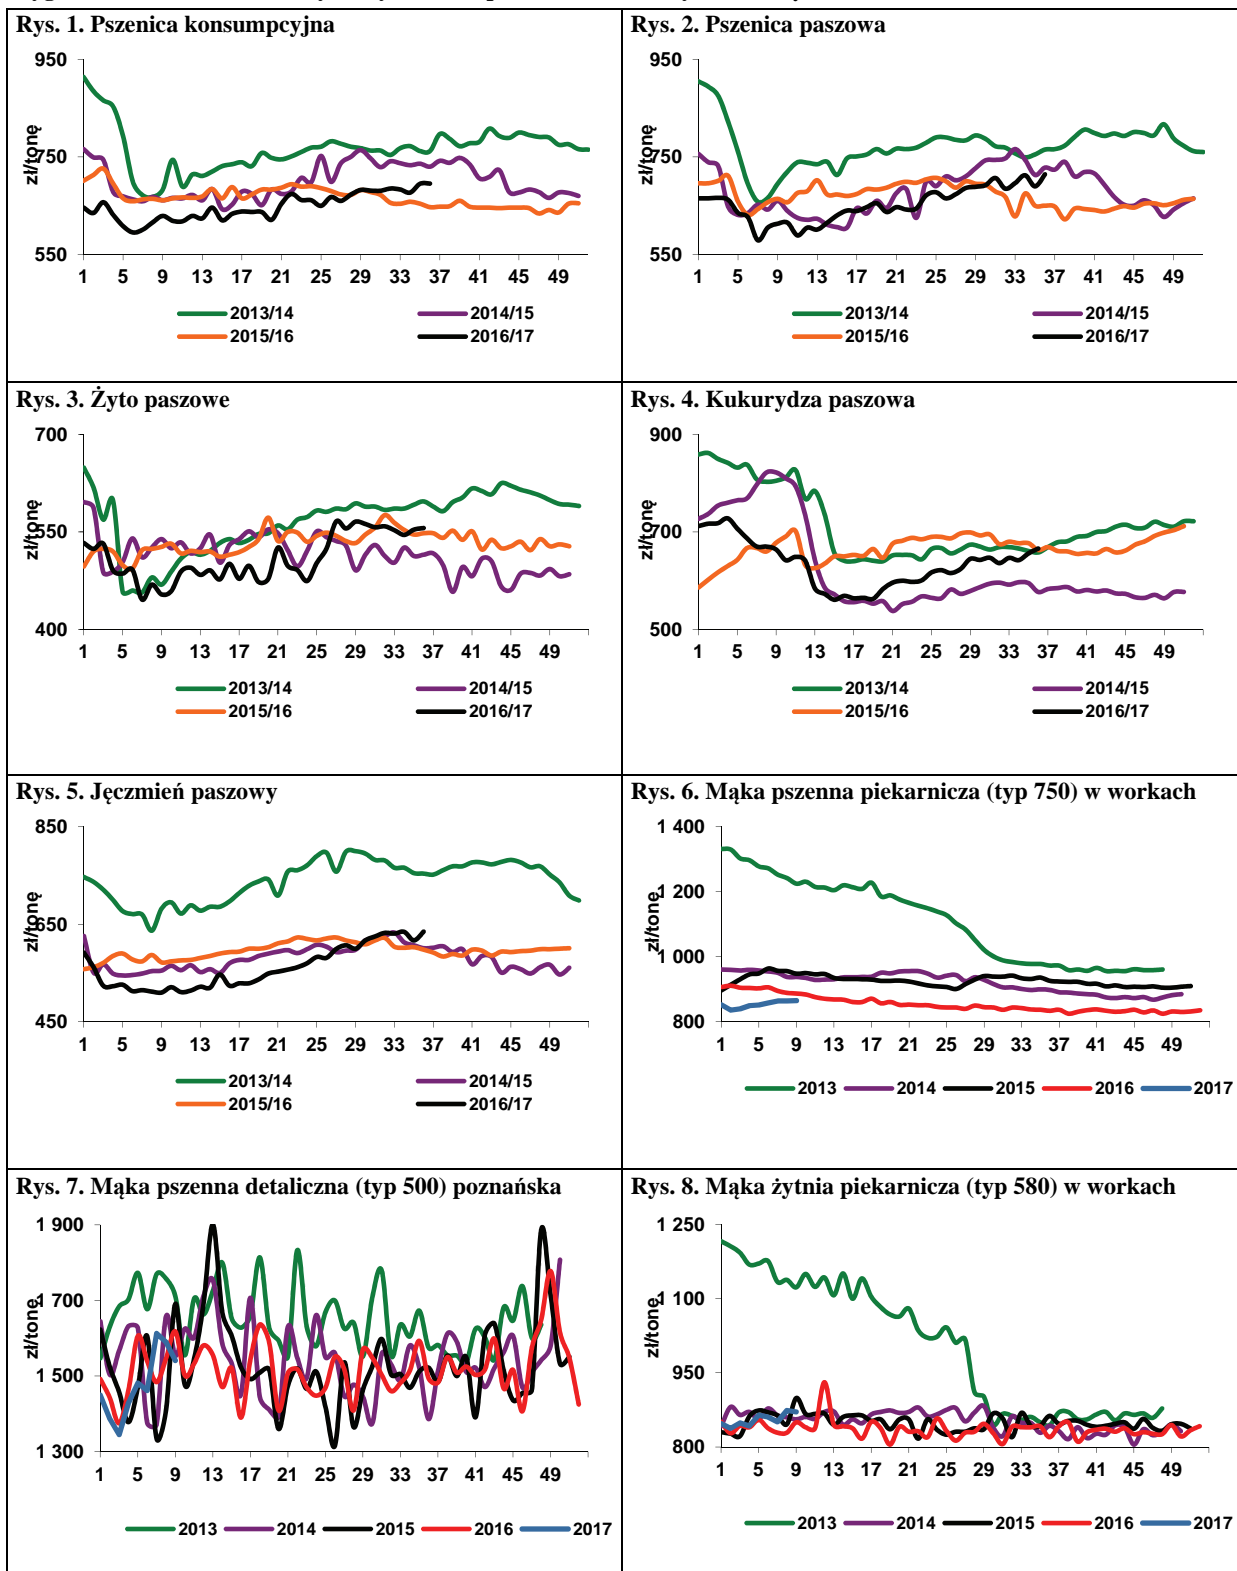 Rys. 1. Pszenica konsumpcyjna
zł/tonę
950
750
550
1 5 9 13 17 21 25 29 33 37 41 45 49
2013/14 2014/15
2015/16 2016/17
Rys. 2. Pszenica paszowa
zł/tonę
950
750
550
1 5 9 13 17 21 25 29 33 37 41 45 49
2013/14 2014/15
2015/16 2016/17
Rys. 3. Żyto paszowe
zł/tonę
700
550
400
1 5 9 13 17 21 25 29 33 37 41 45 49
2013/14 2014/15
2015/16 2016/17
Rys. 4. Kukurydza paszowa
zł/tonę
900
700
500
1 5 9 13 17 21 25 29 33 37 41 45 49
2013/14 2014/15
2015/16 2016/17
Rys. 5. Jęczmień paszowy
zł/tonę
850
650
450
1 5 9 13 17 21 25 29 33 37 41 45 49
2013/14 2014/15
2015/16 2016/17
Rys. 6. Mąka pszenna piekarnicza (typ 750) w workach
zł/tonę
1 400
1 200
1 000
800
1 5 9 13 17 21 25 29 33 37 41 45 49
2013 2014 2015 2016 2017
Rys. 7. Mąka pszenna detaliczna (typ 500) poznańska
zł/tonę
1 900
1 700
1 500
1 300
1 5 9 13 17 21 25 29 33 37 41 45 49
2013 2014 2015 2016 2017
Rys. 8. Mąka żytnia piekarnicza (typ 580) w workach
zł/tonę
1 250
1 100
950
800
1 5 9 13 17 21 25 29 33 37 41 45 49
2013 2014 2015 2016 2017